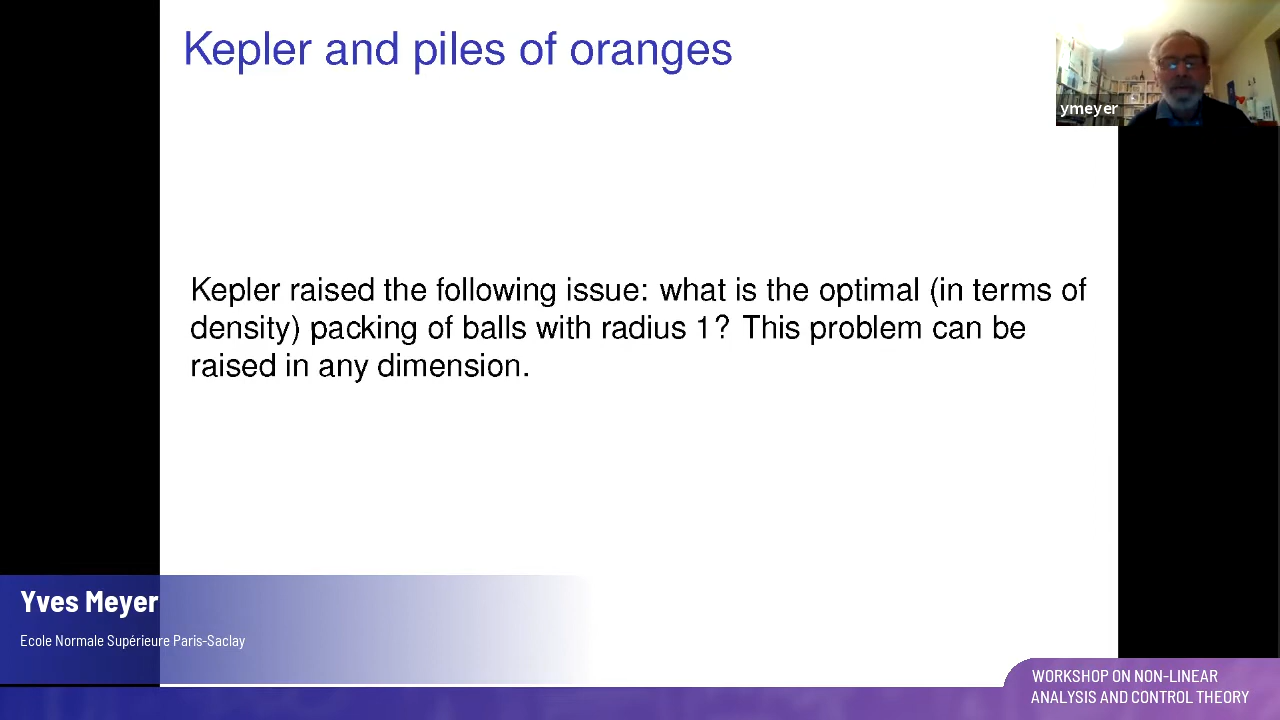 Kepler and piles of oranges
ymeyer
Kepler raised the following issue: what is the optimal (in terms of
density) packing of balls with radius 1? This problem can be
raised in any dimension.
Yves Meyer
Ecole Normale Supérieure Paris-Saclay
WORKSHOP ON NON-LINEAR
ANALYSIS AND CONTROL THEORY